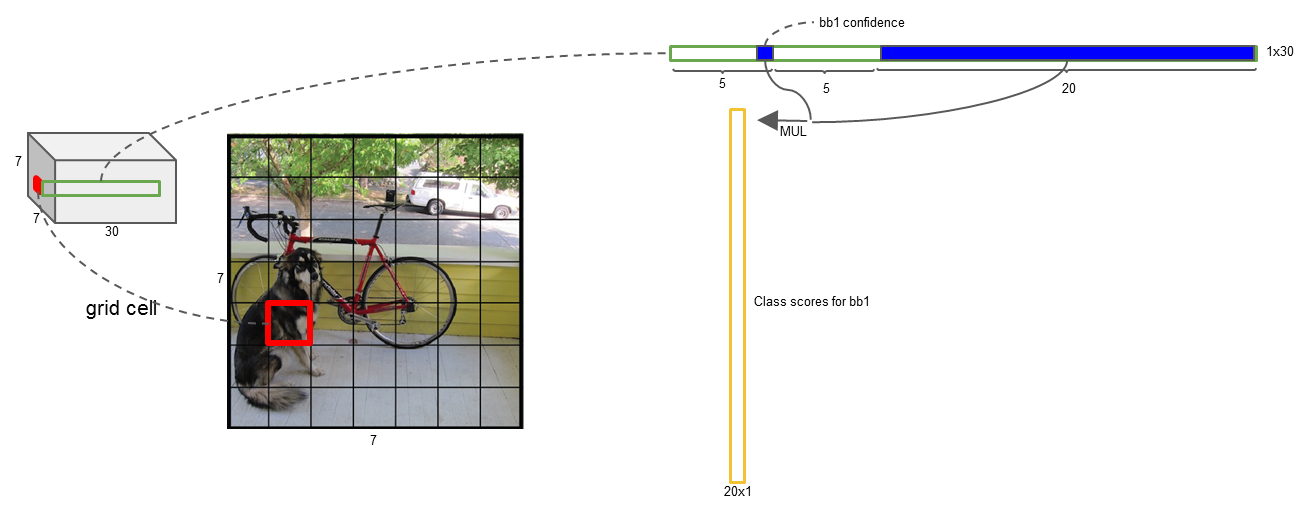 bb1 confidence
1x30
5
5
20
MUL
7
7
30
grid cell
7
7
Class scores for bb1
20x1